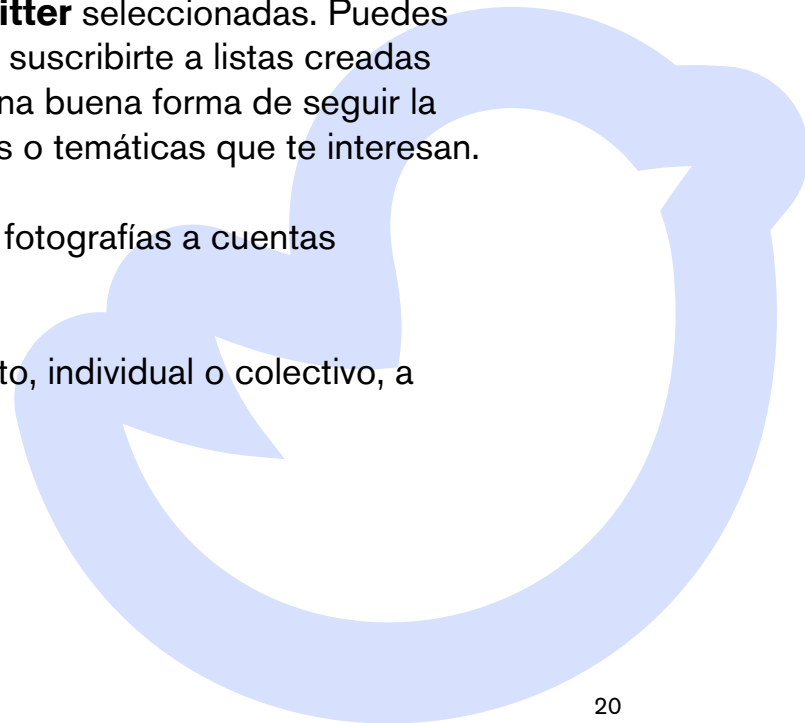 itter seleccionadas. Puedes
suscribirte a listas creadas
na buena forma de seguir la
s o temáticas que te interesan.
fotografías a cuentas
to, individual o colectivo, a
20